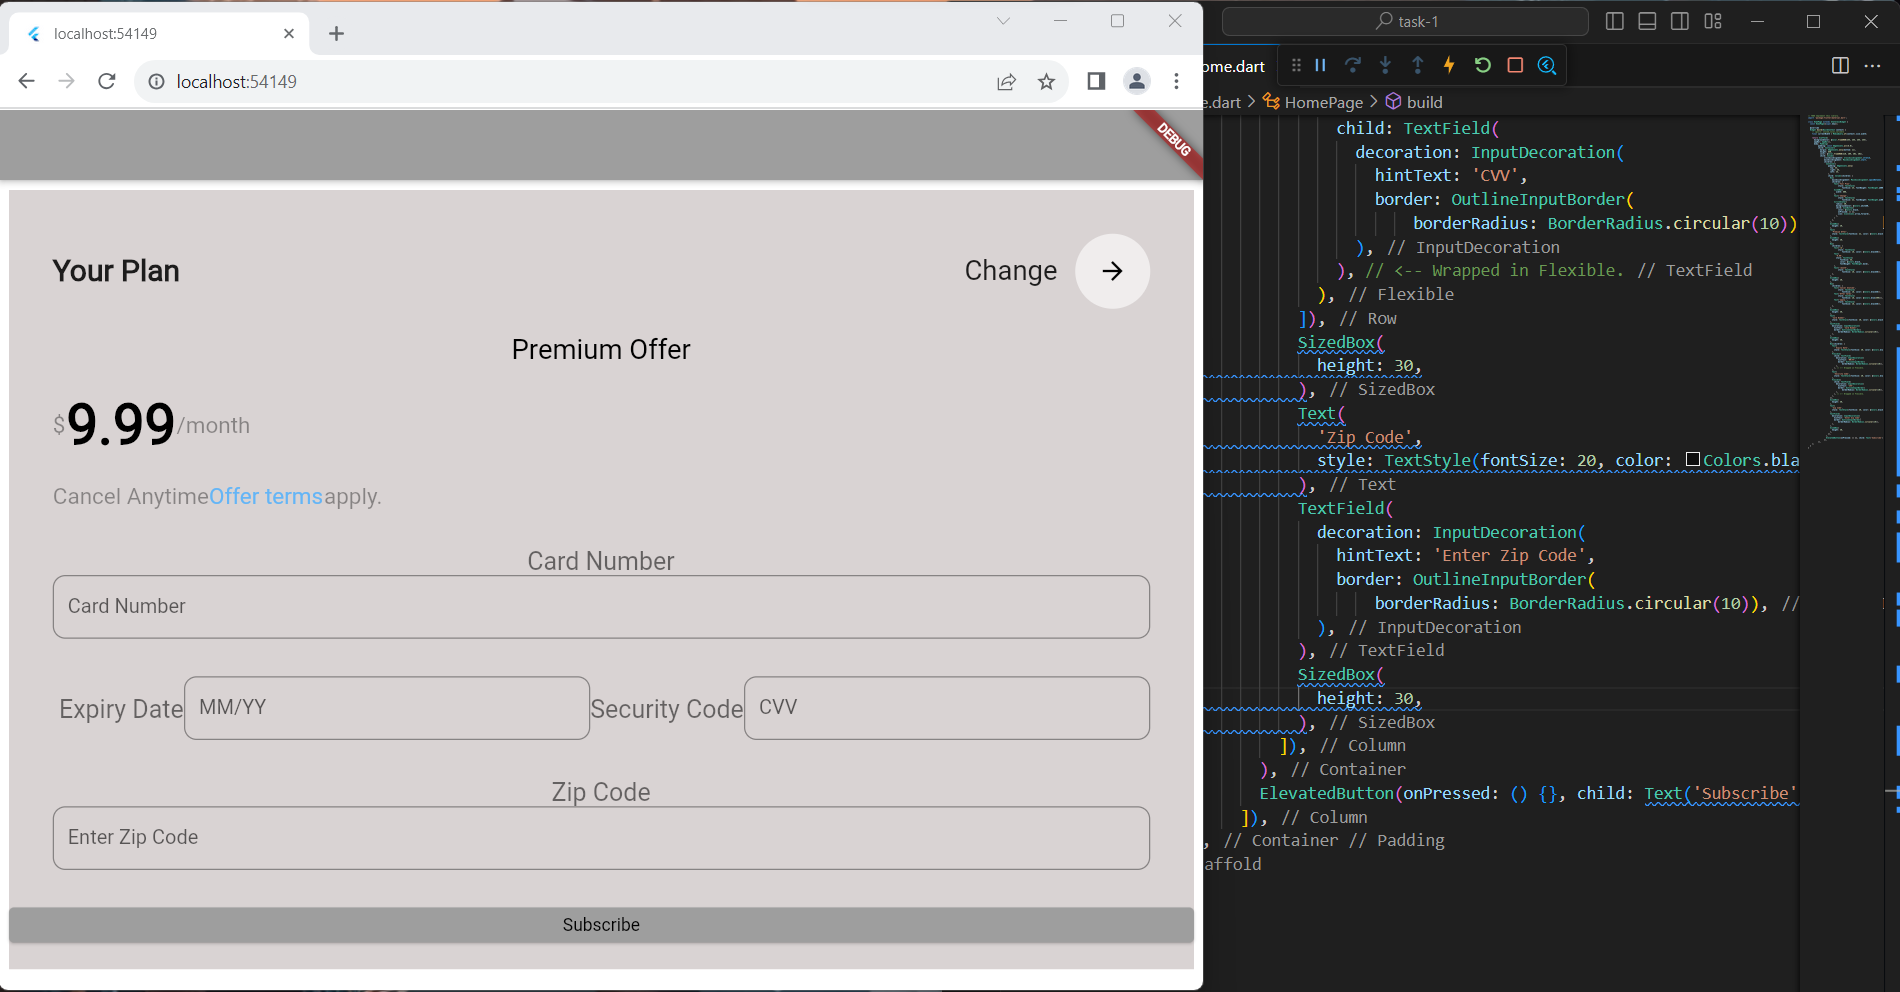 localhost:54149
localhost:54149
DEBUG
Your Plan
Change
Premium Offer
$9.99/month
Cancel AnytimeOffer termsapply.
Card Number
Card Number
Expiry Date
MM/YY
Security Code
CVV
Zip Code
Enter Zip Code
Subscribe
task-1
ome.dart
e.dart > HomePage > build
child: TextField(
decoration: InputDecoration(
hintText: 'CVV',
border: OutlineInputBorder(
borderRadius: BorderRadius.circular(10))
), // InputDecoration
), // <-- Wrapped in Flexible. // TextField
), // Flexible
]), // Row
SizedBox(
height: 30,
), // SizedBox
Text(
'Zip Code',
style: TextStyle(fontSize: 20, color: Colors.bla
), // Text
TextField(
decoration: InputDecoration(
hintText: 'Enter Zip Code',
border: OutlineInputBorder(
borderRadius: BorderRadius.circular(10)), //
), // InputDecoration
), // TextField
SizedBox(
height: 30,
), // SizedBox
]), // Column
), // Container
ElevatedButton(onPressed: () {}, child: Text('Subscribe'
]), // Column
, // Container // Padding
affold